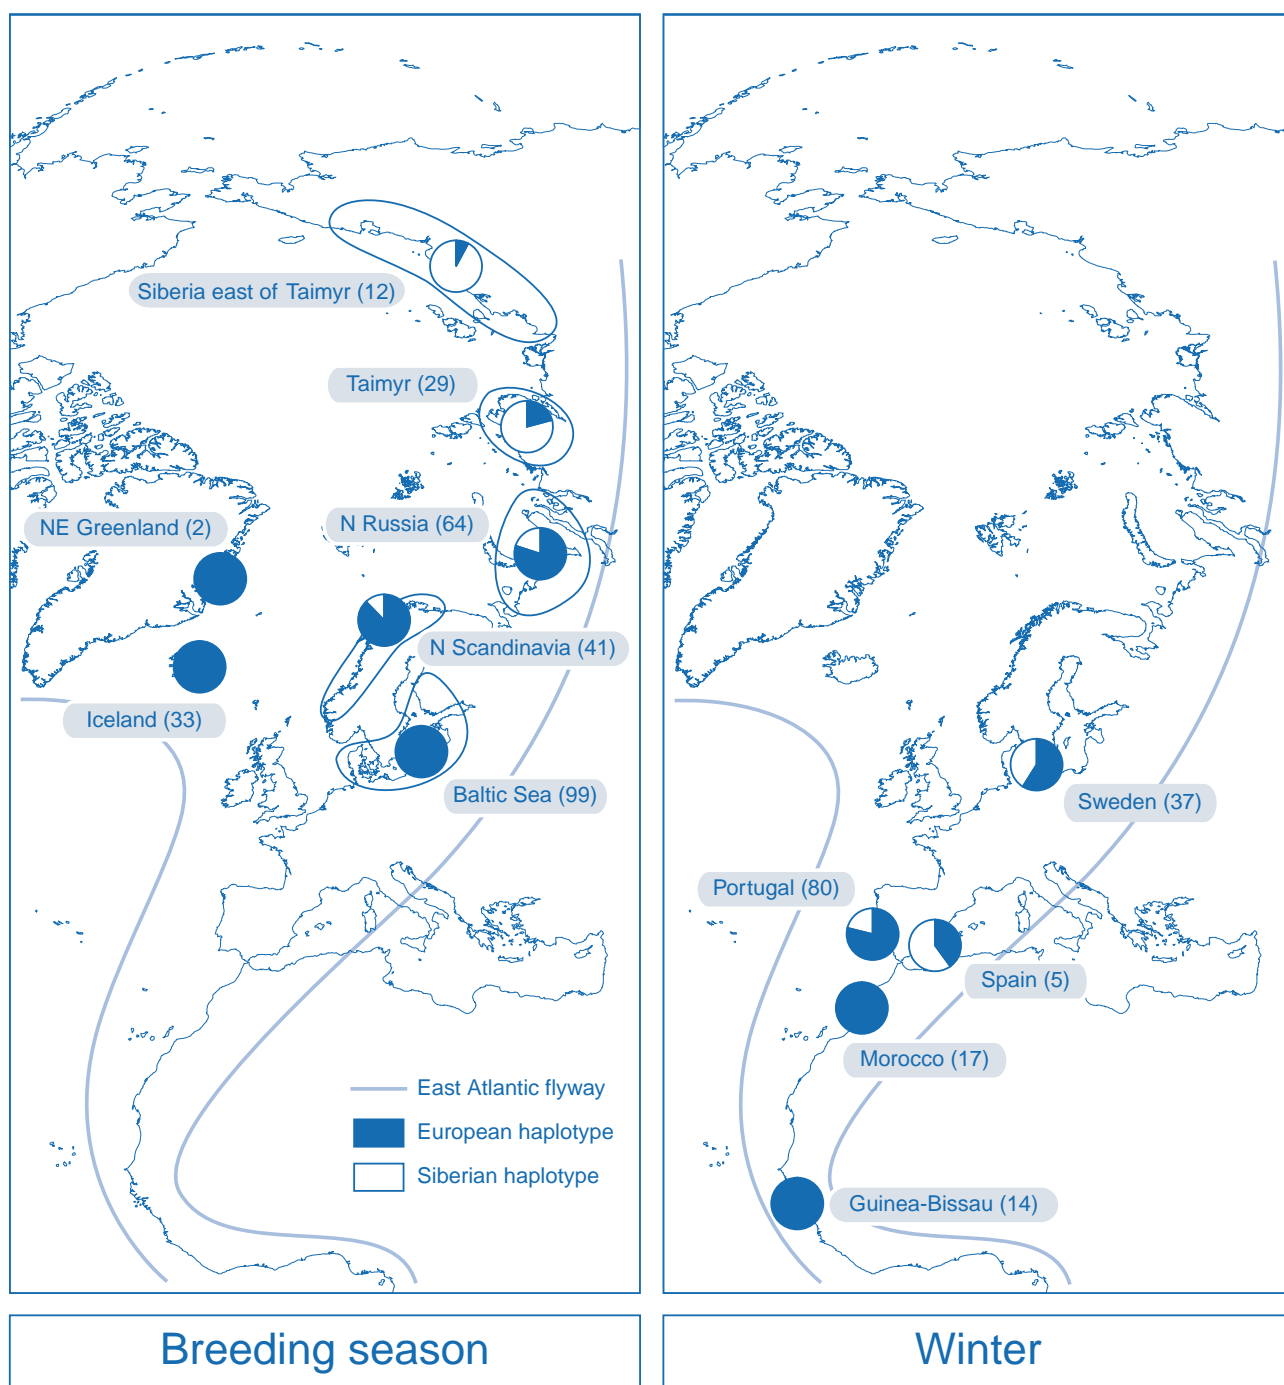 Siberia east of Taimyr (12)
Taimyr (29)
N Russia (64)
NE Greenland (2)
N Scandinavia (41)
Iceland (33)
Baltic Sea (99)
East Atlantic flyway
European haplotype
Siberian haplotype
Breeding season
Sweden (37)
Portugal (80)
Spain (5)
Morocco (17)
Guinea-Bissau (14)
Winter